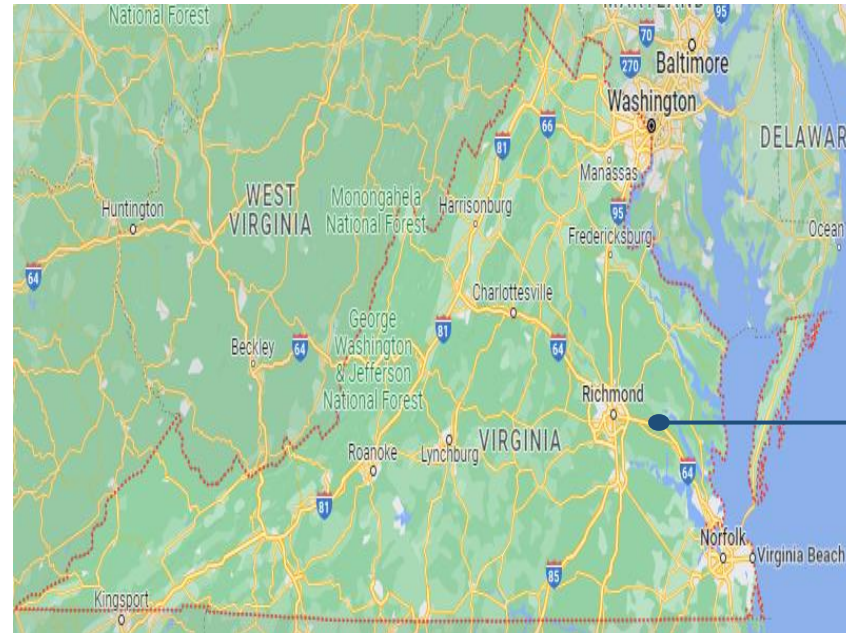 MARYLAND
95
National Forest
70
Baltimore
270
Washington
66
DELAWAR
81
Manassas
WEST
VIRGINIA
Monongahela
National Forest
Huntington
Harrisonburg
95
Fredericksburg
Ocean
64
Charlottesville
George
Washington
& Jefferson
National Forest
81
Beckley
64
64
Richmond
Roanoke
Lynchburg
VIRGINIA
64
81
Norfolk
Virginia Beach
85
Kingsport